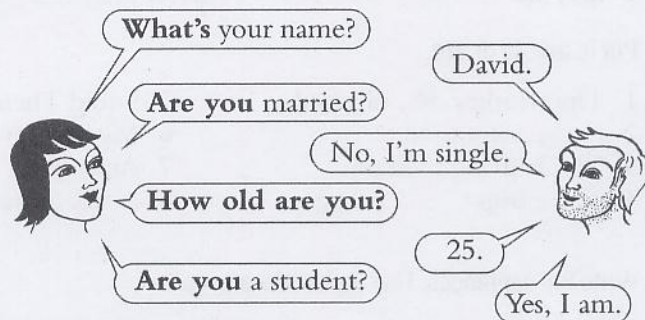 What's your name?
David.
Are you married?
No, I'm single.
How old are you?
25.
Are you a student?
Yes, I am.